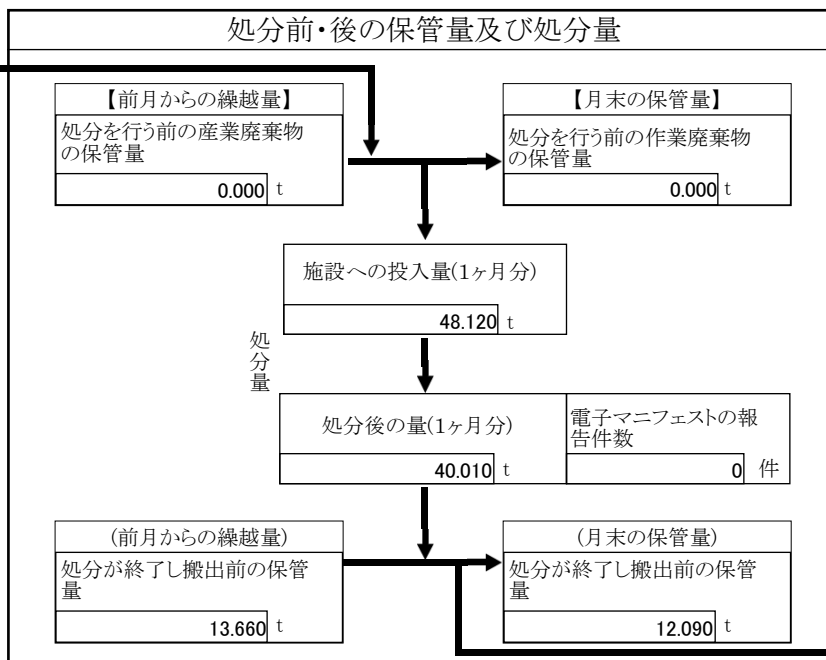 処分前・後の保管量及び処分量
【前月からの繰越量】
処分を行う前の産業廃棄物
の保管量
0.000 t
【月末の保管量】
処分を行う前の作業廃棄物
の保管量
0.000 t
施設への投入量(1ヶ月分)
48.120 t
処分量
処分後の量(1ヶ月分)
40.010 t
電子マニフェストの報
告件数
0 件
(前月からの繰越量)
処分が終了し搬出前の保管
量
13.660 t
(月末の保管量)
処分が終了し搬出前の保管
量
12.090 t